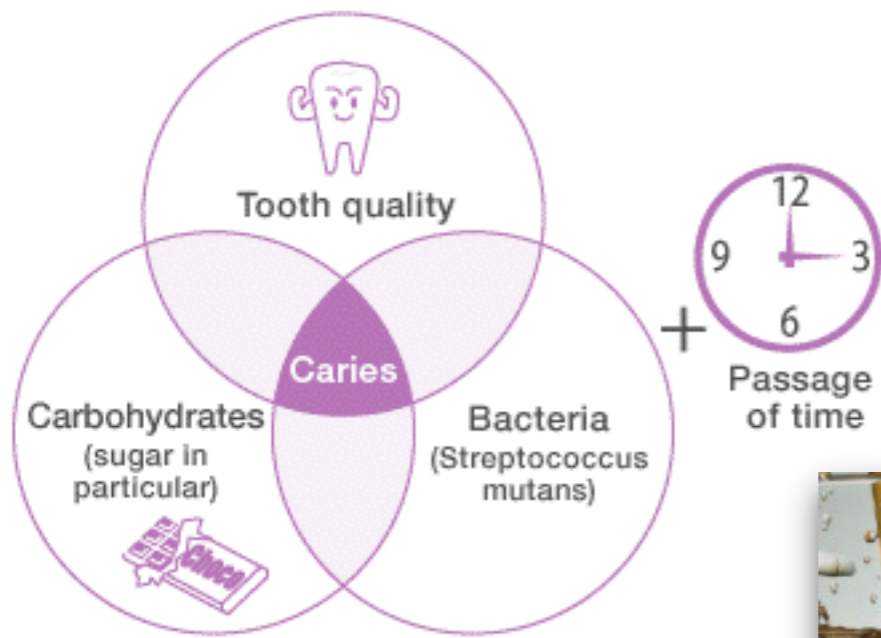 Tooth quality
Caries
Carbohydrates
(sugar in
particular)
Choco
Bacteria
(Streptococcus
mutans)
+
12
9
3
6
Passage
of time